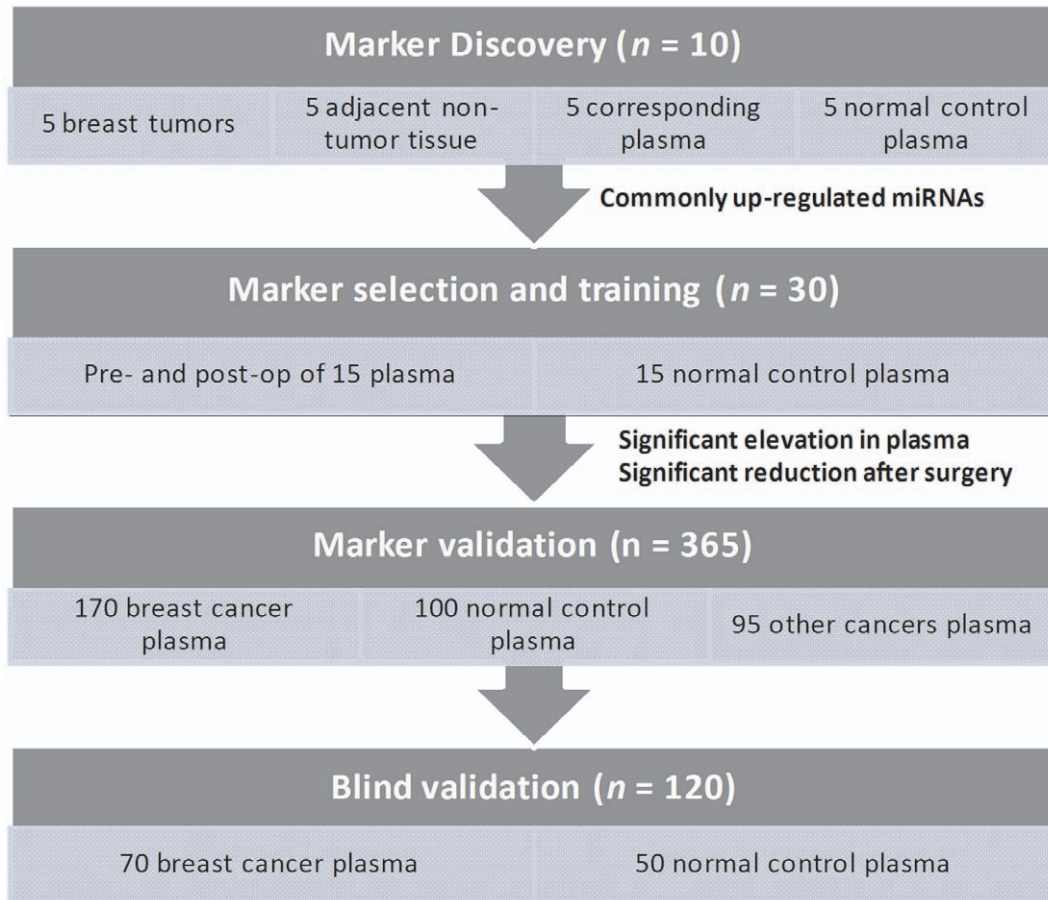 Marker Discovery (n = 10)
5 breast tumors
5 adjacent non-
tumor tissue
5 corresponding
plasma
5 normal control
plasma
Commonly up-regulated miRNAs
Marker selection and training (n = 30)
Pre- and post-op of 15 plasma
15 normal control plasma
Significant elevation in plasma
Significant reduction after surgery
Marker validation (n = 365)
170 breast cancer
plasma
100 normal control
plasma
95 other cancers plasma
Blind validation (n = 120)
70 breast cancer plasma
50 normal control plasma